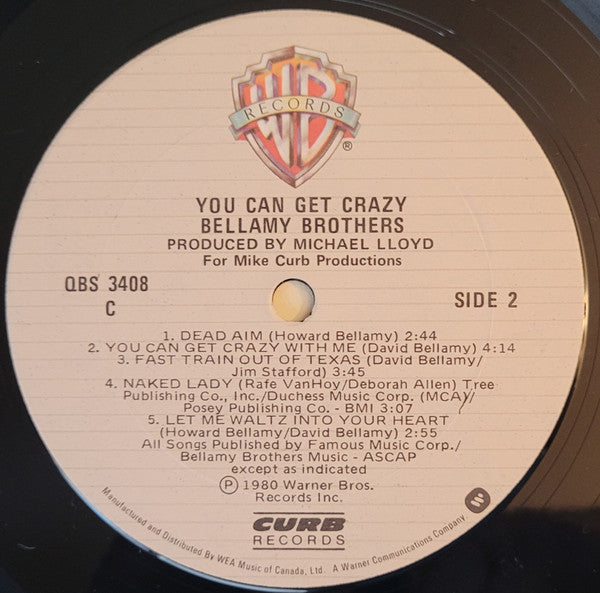 WB
RECORDS
®
YOU CAN GET CRAZY
BELLAMY BROTHERS
PRODUCED BY MICHAEL LLOYD
For Mike Curb Productions
QBS 3408
C
SIDE 2
1. DEAD AIM (Howard Bellamy) 2:44
2. YOU CAN GET CRAZY WITH ME (David Bellamy) 4:14
3. FAST TRAIN OUT OF TEXAS (David Bellamy/
Jim Stafford) 3:45
4. NAKED LADY (Rafe VanHoy/Deborah Allen) Tree
Publishing Co., Inc./Duchess Music Corp. (MCA)/
Posey Publishing Co. - BMI 3:07
5. LET ME WALTZ INTO YOUR HEART
(Howard Bellamy/David Bellamy) 2:55
All Songs Published by Famous Music Corp./
Bellamy Brothers Music - ASCAP
except as indicated
℗ 1980 Warner Bros.
Records Inc.
CURB
RECORDS
Manufactured and Distributed By WEA Music of Canada, Ltd. A Warner Communications Company.